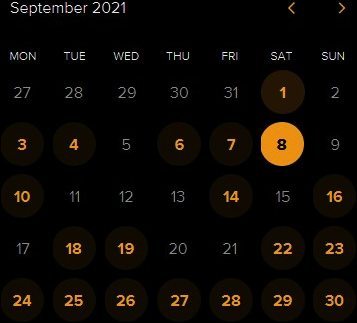 September 2021
MON TUE WED THU FRI SAT SUN
27 28 29 30 31 1 2
3 4 5 6 7 8 9
10 11 12 13 14 15 16
17 18 19 20 21 22 23
24 25 26 27 28 29 30